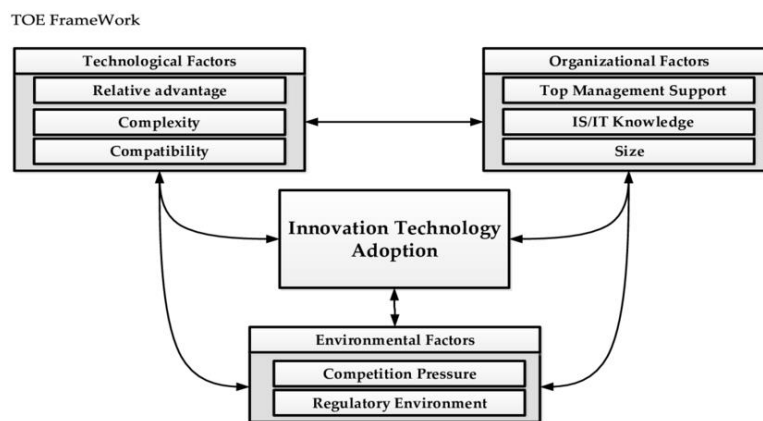 TOE FrameWork
Technological Factors
Relative advantage
Complexity
Compatibility
Organizational Factors
Top Management Support
IS/IT Knowledge
Size
Innovation Technology
Adoption
Environmental Factors
Competition Pressure
Regulatory Environment